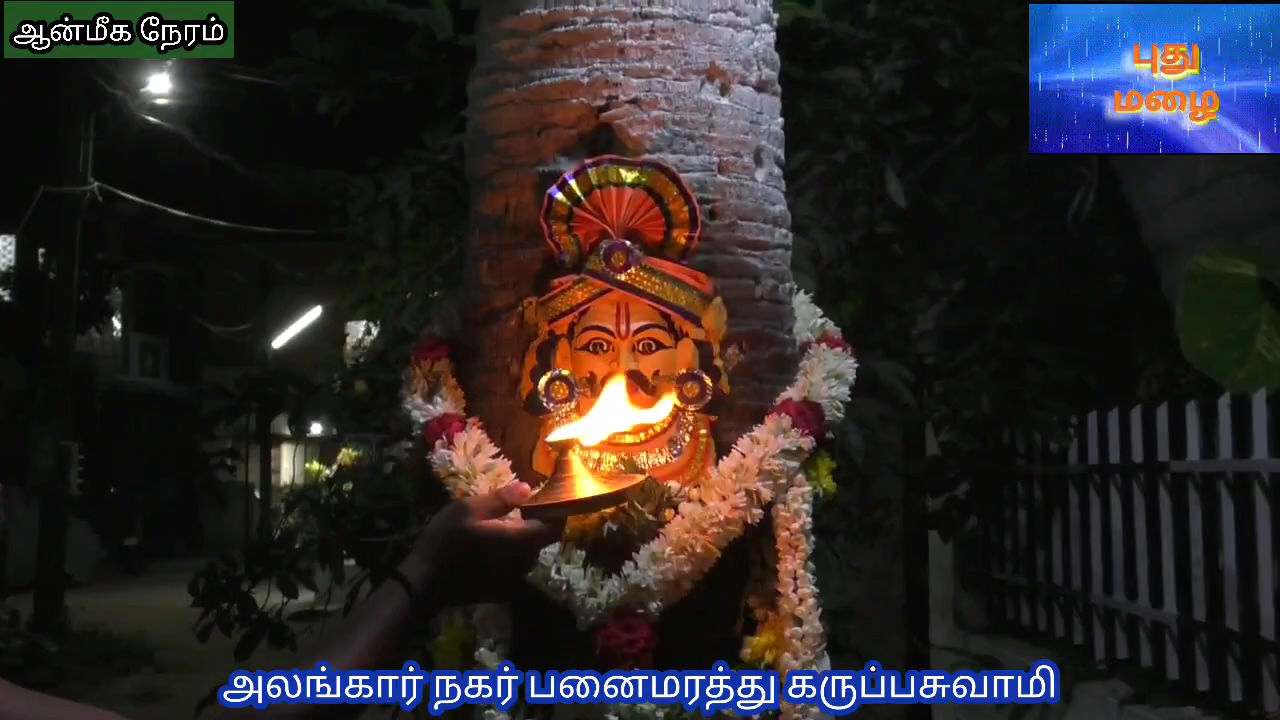 ஆன்மீக நேரம்
புது
மழை
அலங்கார் நகர் பனைமரத்து கருப்பசுவாமி